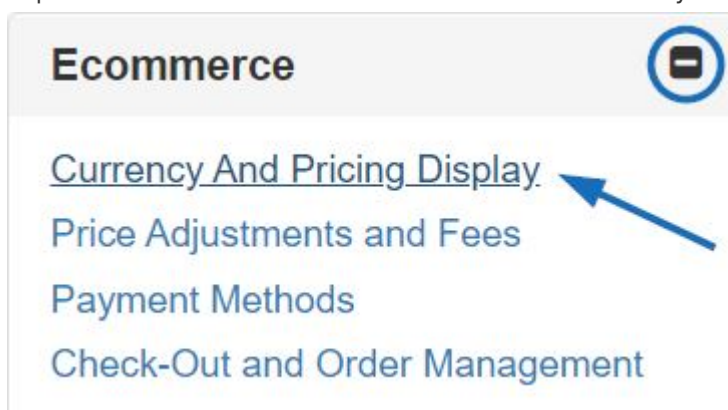 Ecommerce
Currency And Pricing Display
Price Adjustments and Fees
Payment Methods
Check-Out and Order Management